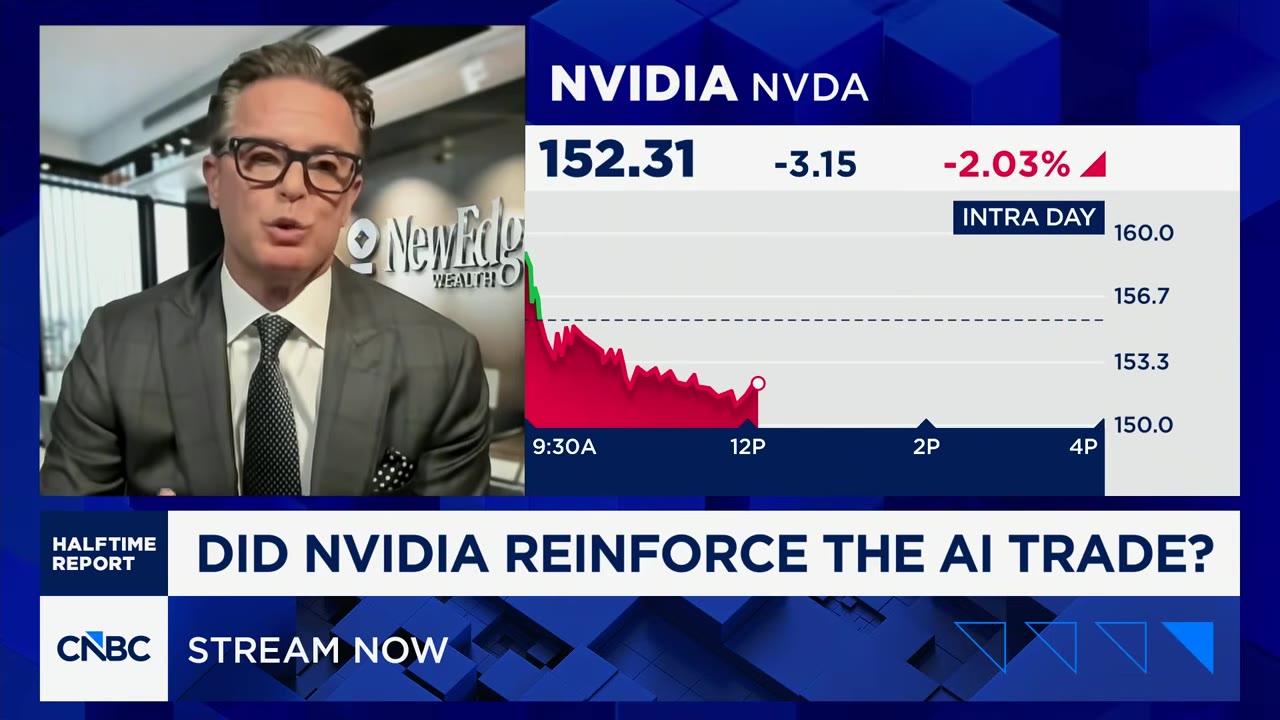 NVIDIA NVDA
152.31 -3.15 -2.03%
INTRA DAY
160.0
156.7
153.3
150.0
9:30A 12P 2P 4P
NewEdg
WEALTH
HALFTIME
REPORT
DID NVIDIA REINFORCE THE AI TRADE?
CNBC
STREAM NOW